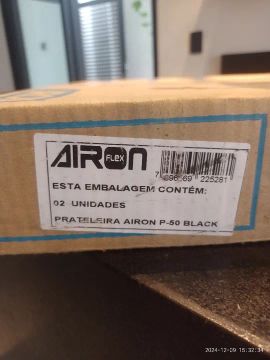 AIRON
FLEX
7 898569 225281
ESTA EMBALAGEM CONTÉM:
02 UNIDADES
PRATELEIRA AIRON P-50 BLACK
2024-12-09 15:32:34